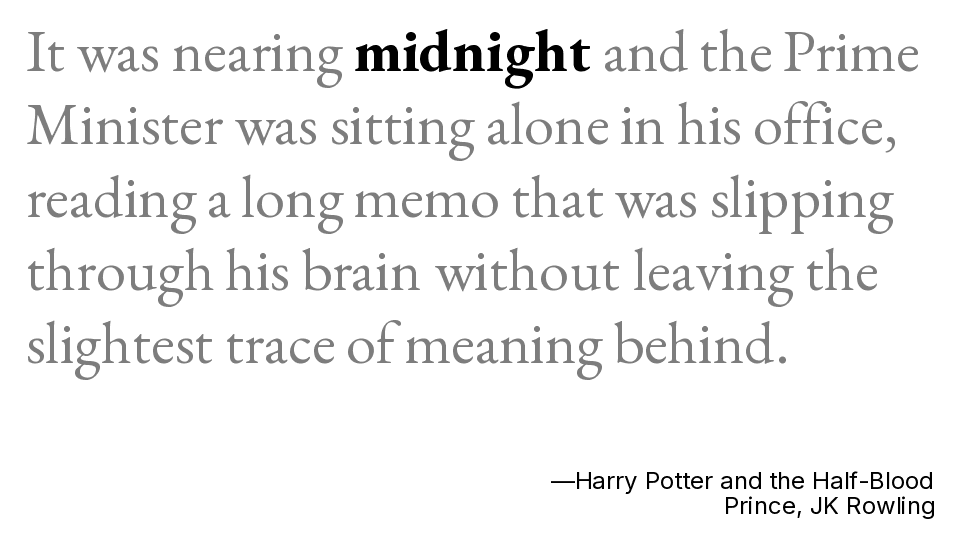 It was nearing midnight and the Prime
Minister was sitting alone in his office,
reading a long memo that was slipping
through his brain without leaving the
slightest trace of meaning behind.
—Harry Potter and the Half-Blood
Prince, JK Rowling